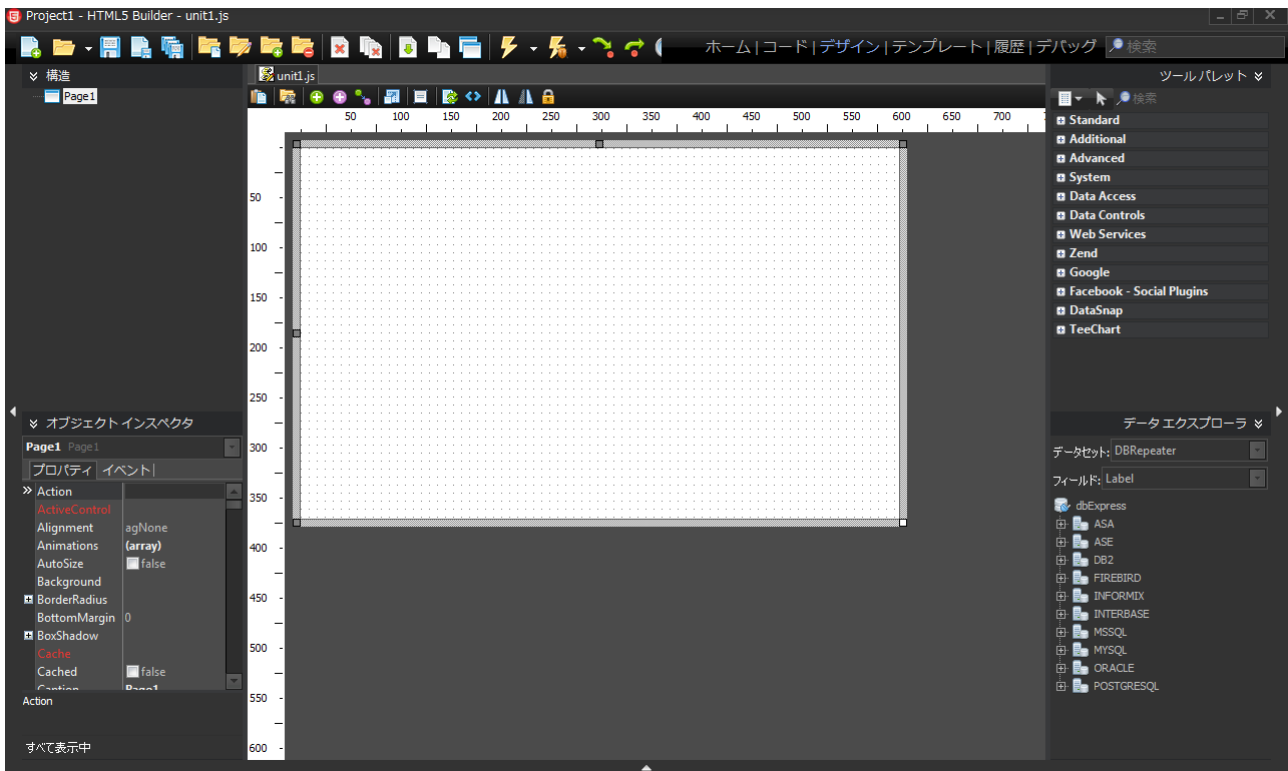 Project1 - HTML5 Builder - unit1.js
ホーム | コード | デザイン | テンプレート | 履歴 | デバッグ 検索
構造
Page1
unit1.js
50 100 150 200 250 300 350 400 450 500 550 600 650 700
50
100
150
200
250
300
350
400
450
500
550
600
オブジェクト インスペクタ
Page1 Page1
プロパティ イベント
Action
ActiveControl
Alignment agNone
Animations (array)
AutoSize false
Background
BorderRadius
BottomMargin 0
BoxShadow
Cache
Cached false
Caption Page1
Action
すべて表示中
ツール パレット
検索
Standard
Additional
Advanced
System
Data Access
Data Controls
Web Services
Zend
Google
Facebook - Social Plugins
DataSnap
TeeChart
データ エクスプローラ
データセット: DBRepeater
フィールド: Label
dbExpress
ASA
ASE
DB2
FIREBIRD
INFORMIX
INTERBASE
MSSQL
MYSQL
ORACLE
POSTGRESQL